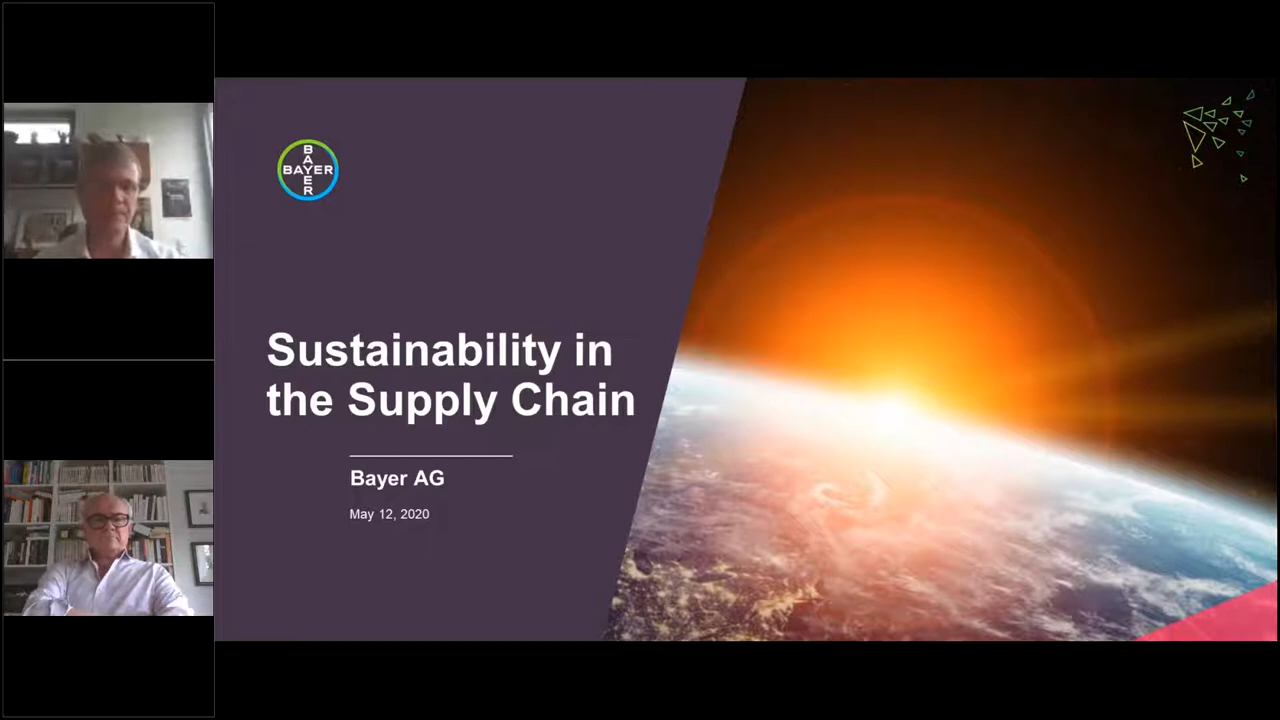 BAYER
BAYER
Sustainability in
the Supply Chain
Bayer AG
May 12, 2020